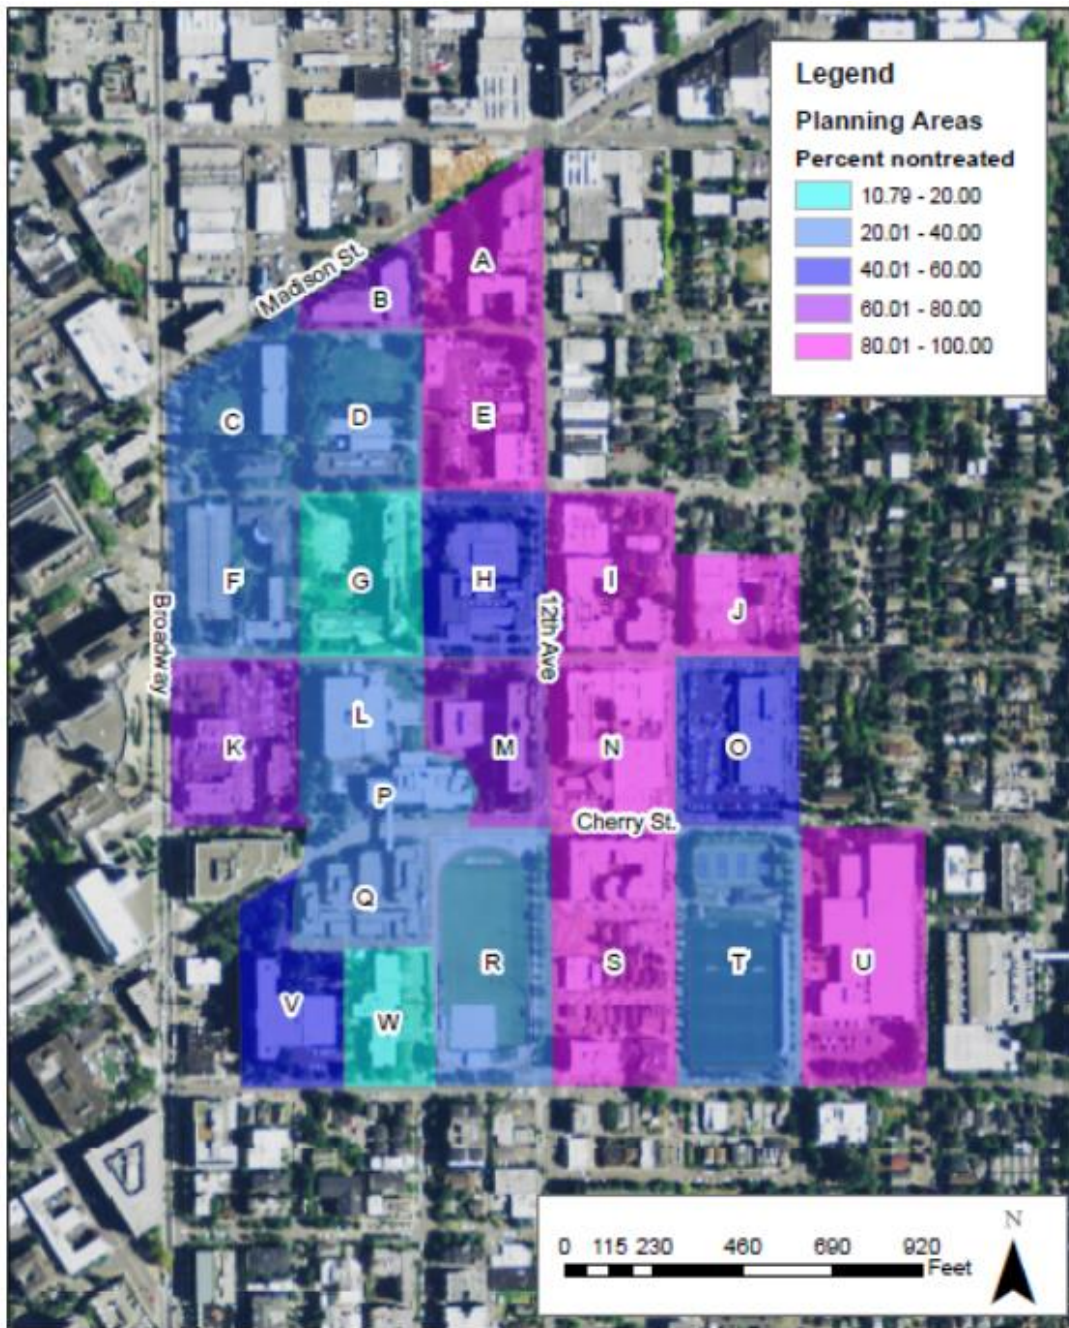 Legend
Planning Areas
Percent nontreated
10.79 - 20.00
20.01 - 40.00
40.01 - 60.00
60.01 - 80.00
80.01 - 100.00
A
Madison St.
B
C
D
E
F
G
H
I
J
Broadway
12th Ave
K
L
M
N
O
P
Cherry St.
Q
R
S
T
U
V
W
N
0 115 230 460 690 920
Feet